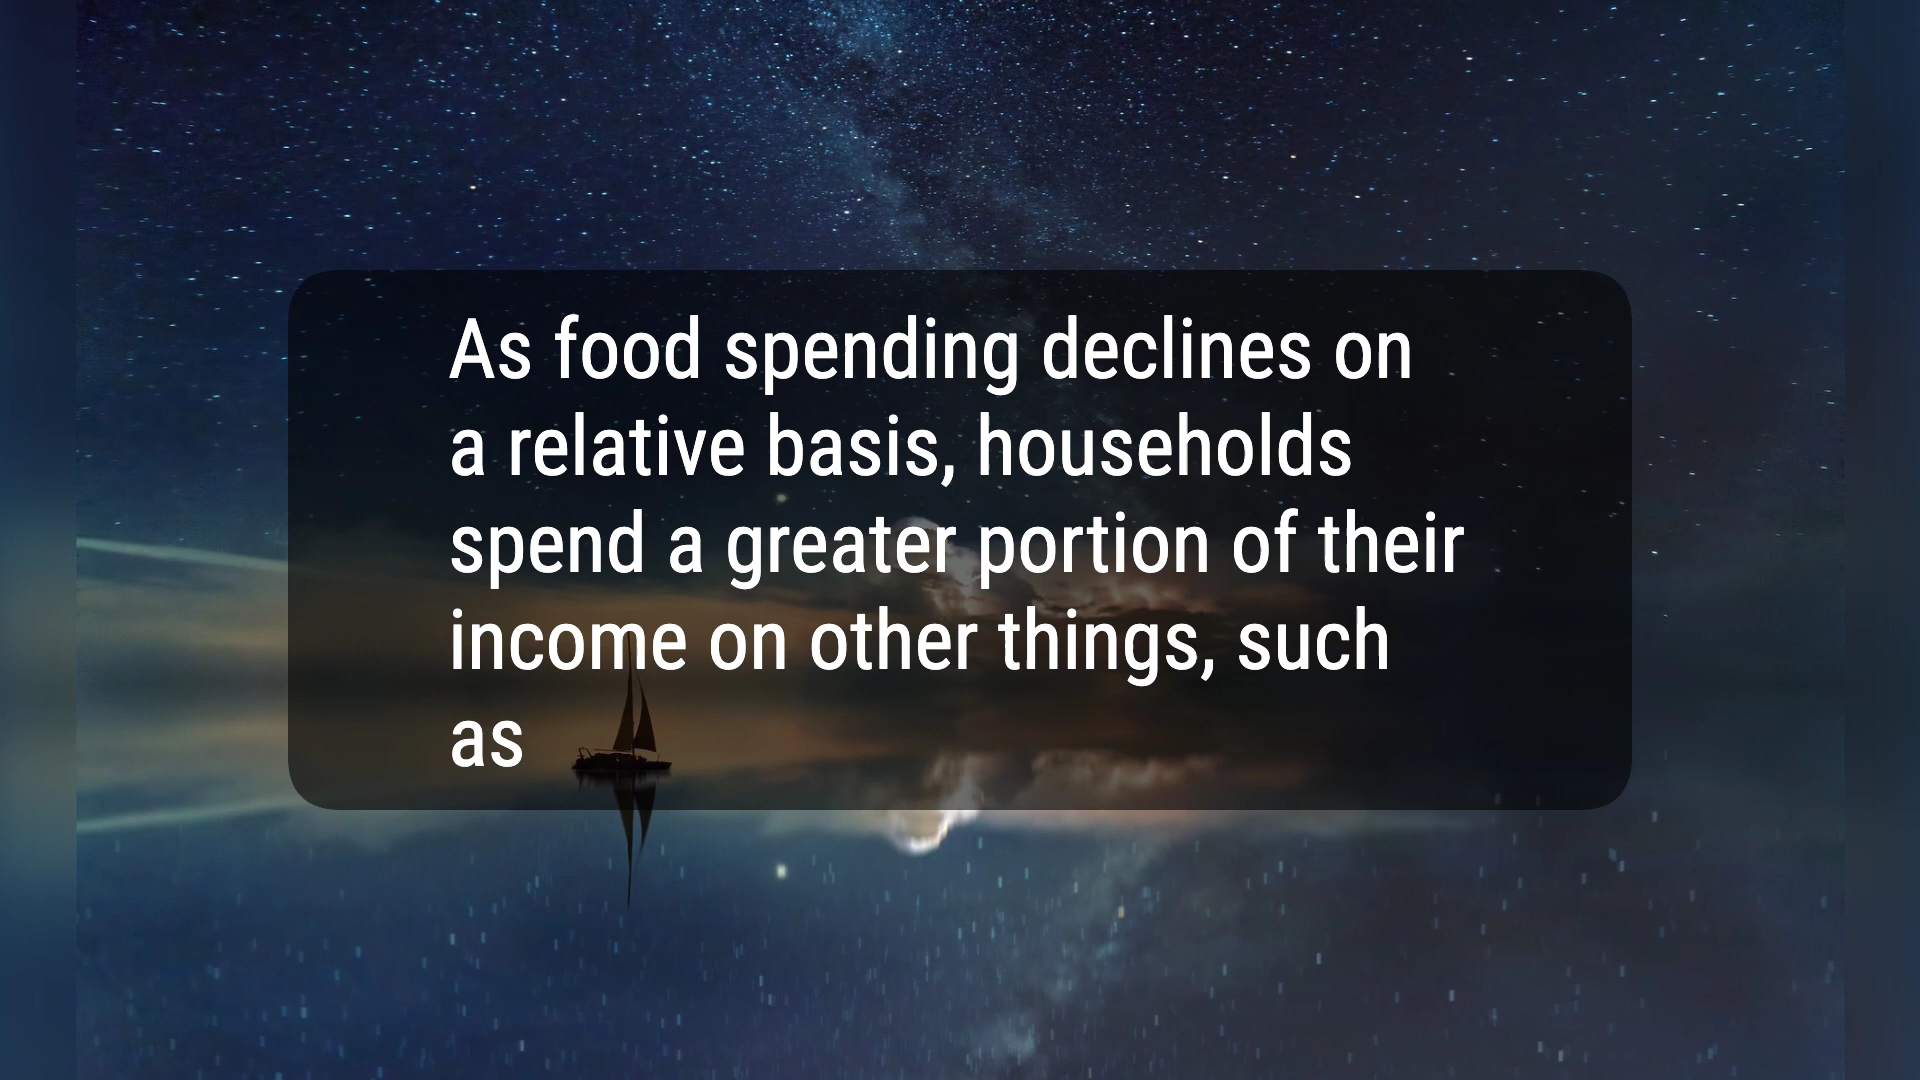 As food spending declines on
a relative basis, households
spend a greater portion of their
income on other things, such
as